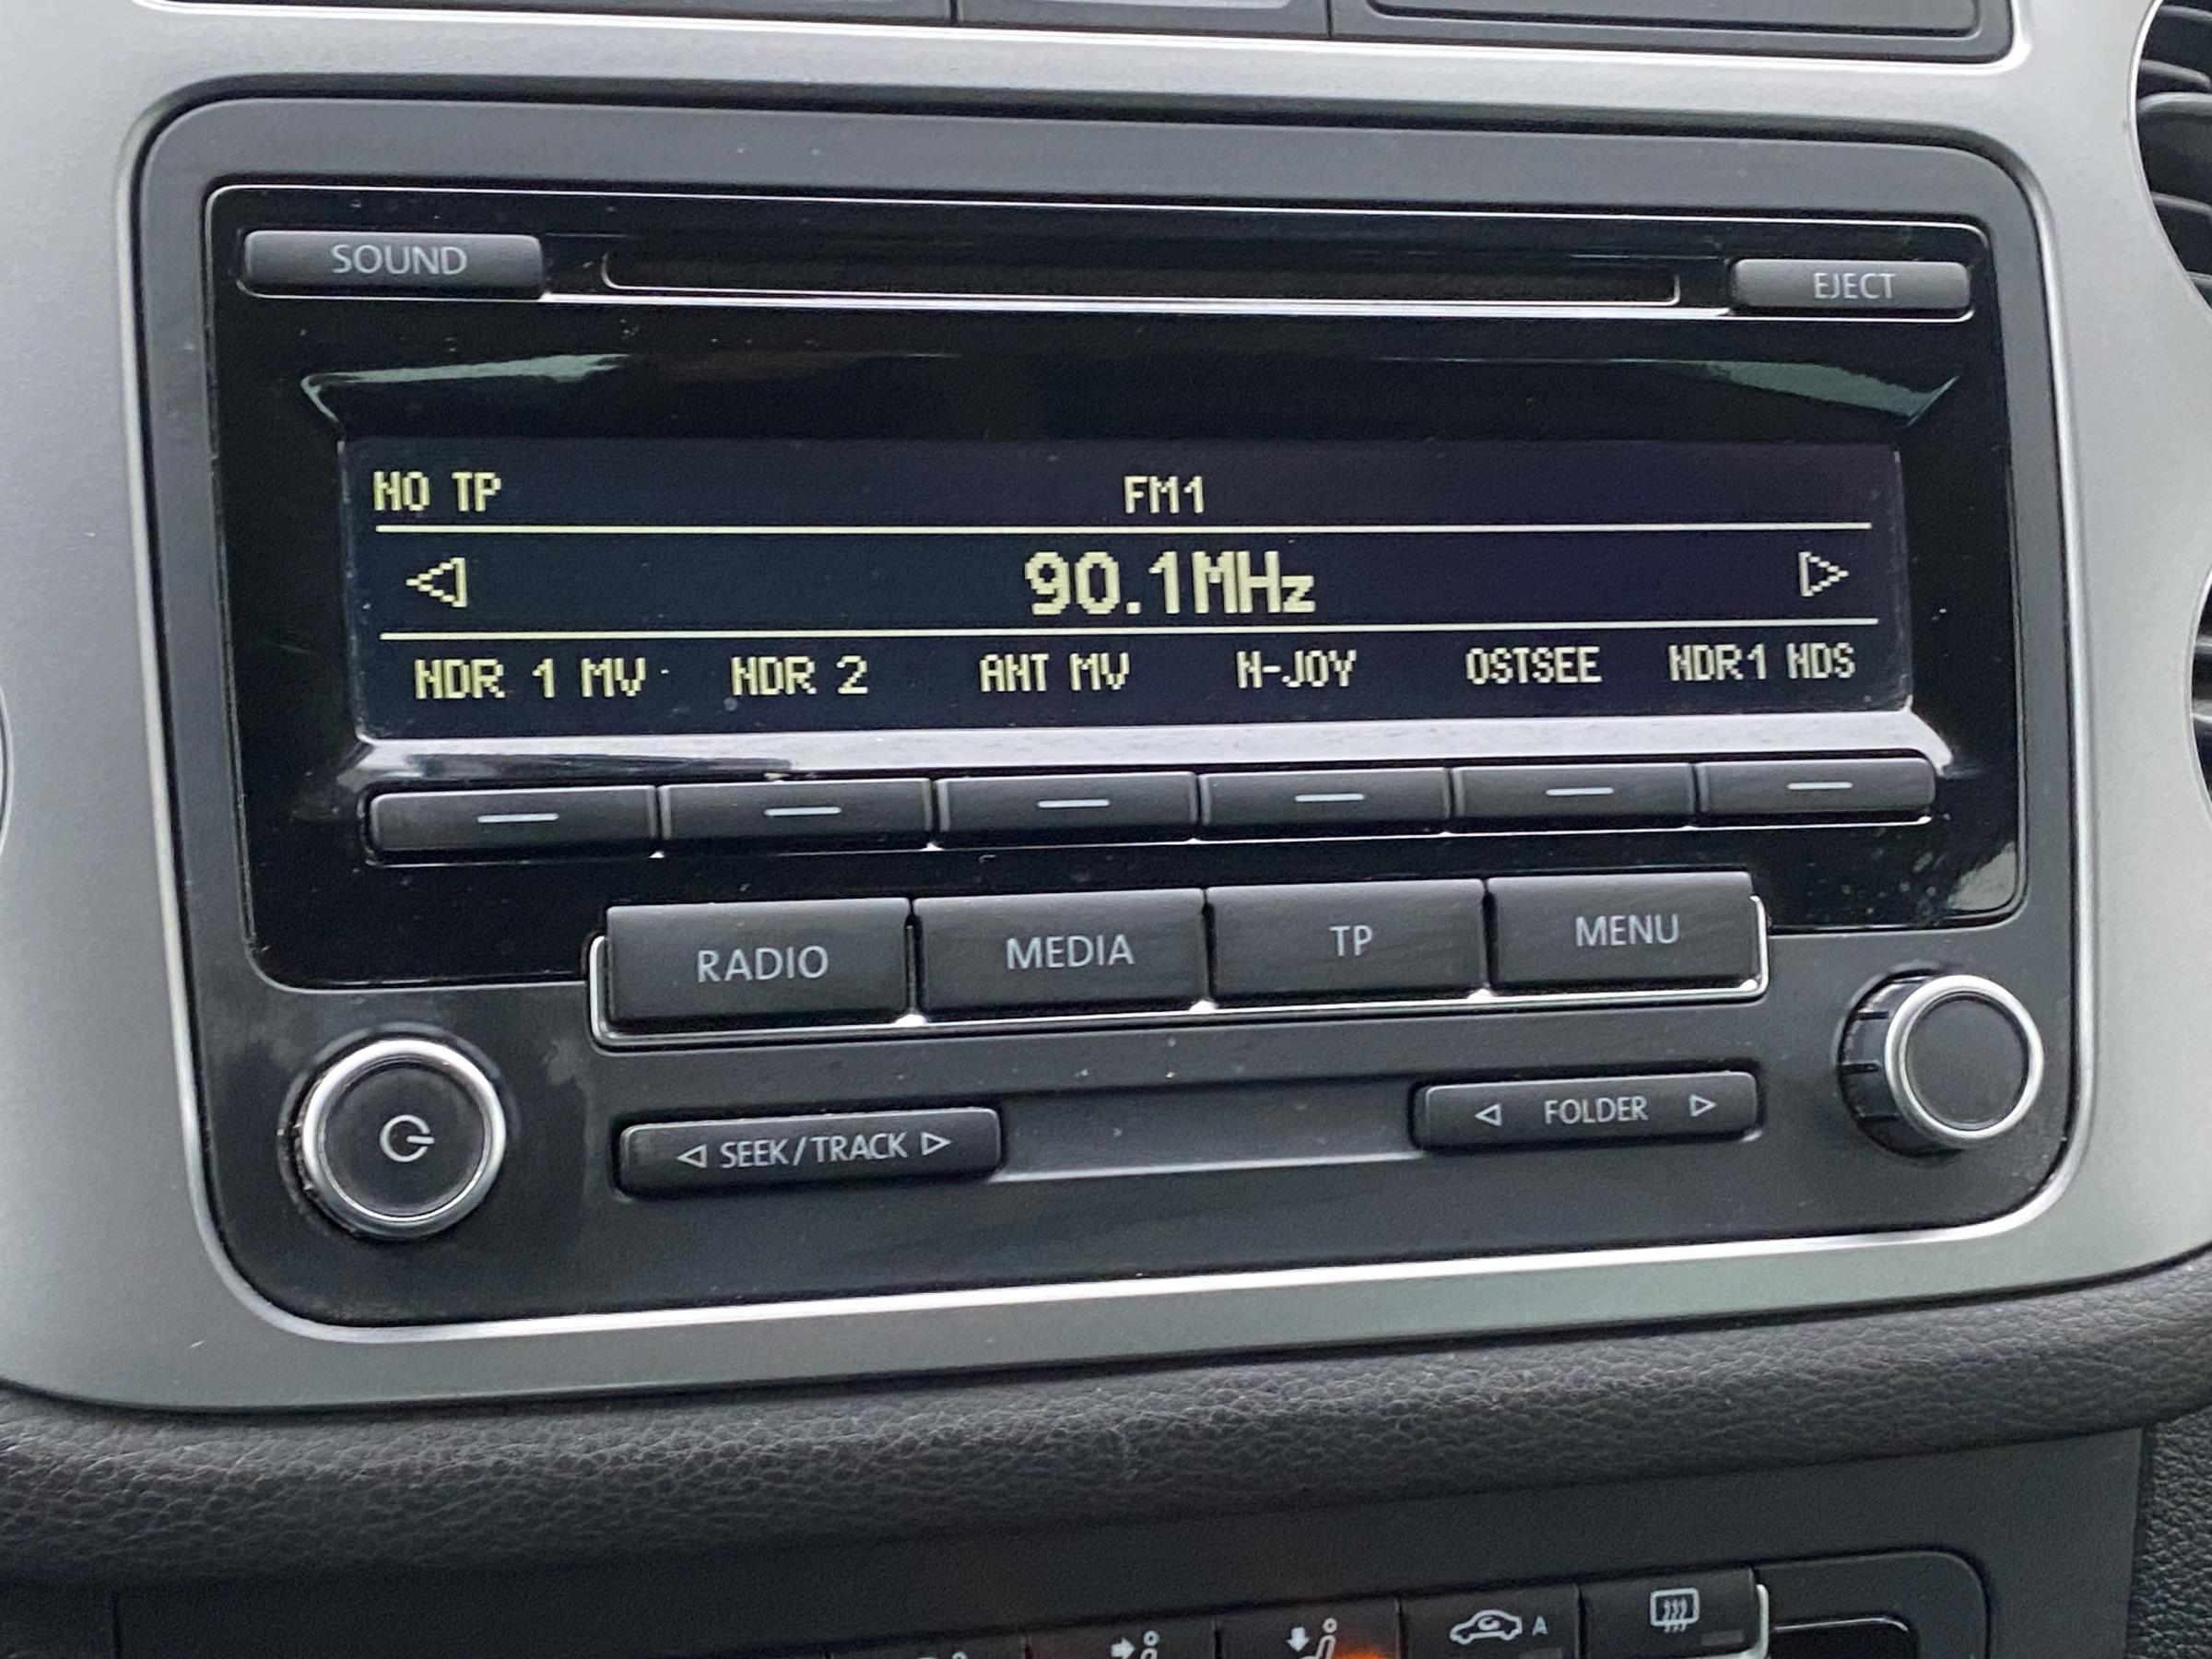 SOUND EJECT
NO TP FM1
90.1MHz
NDR 1 MV NDR 2 ANT MV N-JOY OSTSEE NDR1 NDS
RADIO MEDIA TP MENU
SEEK/TRACK FOLDER
A